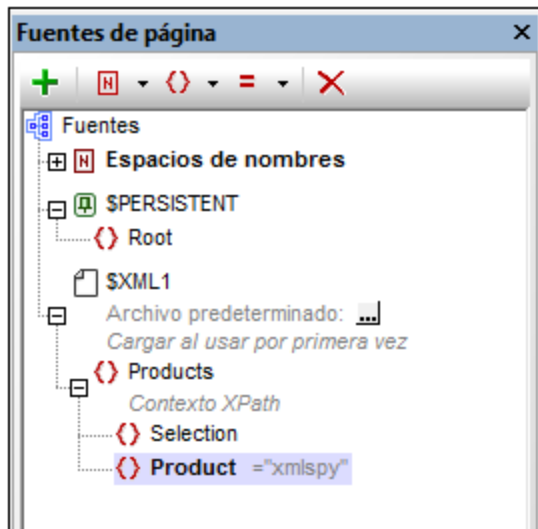 Fuentes de página
Fuentes
Espacios de nombres
$PERSISTENT
{} Root
$XML1
Archivo predeterminado: ...
Cargar al usar por primera vez
{} Products
Contexto XPath
{} Selection
{} Product ="xmlspy"